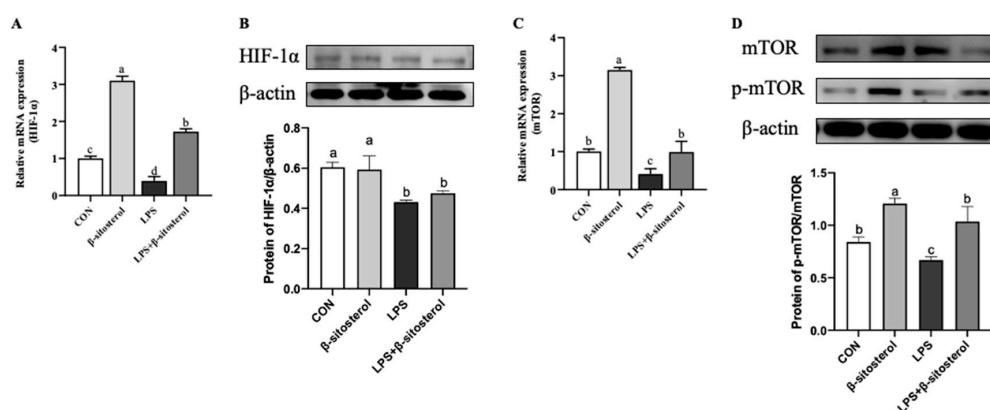 A
Relative mRNA expression
(HIF-1α)
4
3
2
1
0
c
a
d
b
CON
β-sitosterol
LPS
LPS+β-sitosterol
B
HIF-1α
β-actin
Protein of HIF-1α/β-actin
0.8
0.6
0.4
0.2
0.0
a
a
b
b
CON
β-sitosterol
LPS
LPS+β-sitosterol
C
Relative mRNA expression
(mTOR)
4
3
2
1
0
b
a
c
b
CON
β-sitosterol
LPS
LPS+β-sitosterol
D
mTOR
p-mTOR
β-actin
Protein of p-mTOR/mTOR
1.5
1.0
0.5
0.0
b
a
c
b
CON
β-sitosterol
LPS
LPS+β-sitosterol